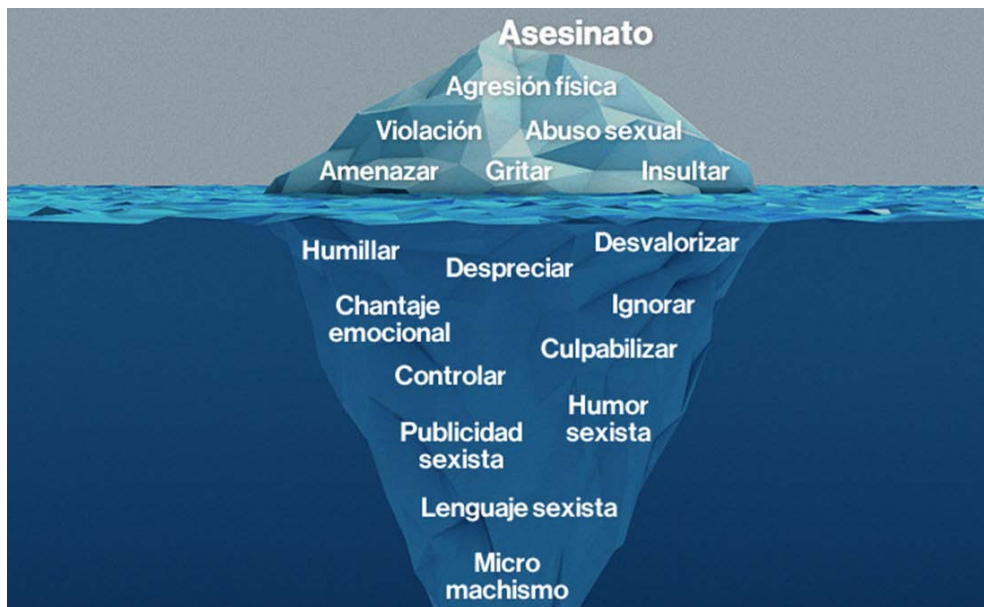 Asesinato
Agresión física
Violación
Abuso sexual
Amenazar
Gritar
Insultar
Humillar
Despreciar
Desvalorizar
Chantaje
emocional
Ignorar
Culpabilizar
Controlar
Humor
sexista
Publicidad
sexista
Lenguaje sexista
Micro
machismo